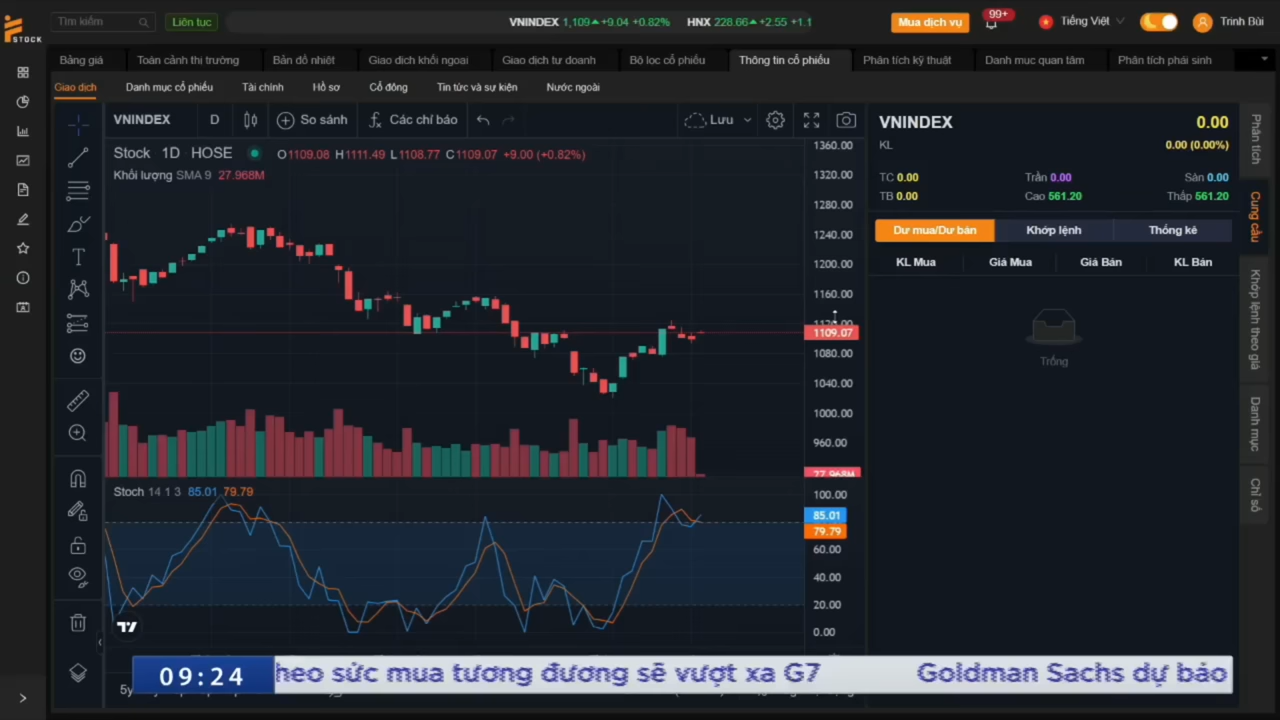 STOCK
Tìm kiếm
Liên tục
VNINDEX 1,109 +9.04 +0.82% HNX 228.66 +2.55 +1.1
Mua dịch vụ
99+
Tiếng Việt
Trinh Bùi
Bảng giá
Toàn cảnh thị trường
Bản đồ nhiệt
Giao dịch khối ngoại
Giao dịch tự doanh
Bộ lọc cổ phiếu
Thông tin cổ phiếu
Phân tích kỹ thuật
Danh mục quan tâm
Phân tích phái sinh
Giao dịch
Danh mục cổ phiếu
Tài chính
Hồ sơ
Cổ đông
Tin tức và sự kiện
Nước ngoài
VNINDEX
D
So sánh
Các chỉ báo
Lưu
Stock 1D HOSE O1109.08 H1111.49 L1108.77 C1109.07 +9.00 (+0.82%)
Khối lượng SMA 9 27.968M
1360.00
1320.00
1280.00
1240.00
1200.00
1160.00
1120.00
1109.07
1080.00
1040.00
1000.00
960.00
27.968M
Stoch 14 1 3 85.01 79.79
100.00
85.01
79.79
60.00
40.00
20.00
0.00
VNINDEX 0.00
KL 0.00 (0.00%)
TC 0.00 Trần 0.00 Sàn 0.00
TB 0.00 Cao 561.20 Thấp 561.20
Dư mua/Dư bán
Khớp lệnh
Thống kê
KL Mua
Giá Mua
Giá Bán
KL Bán
Trống
Phân tích
Cung cầu
Khớp lệnh theo giá
Danh mục
Chỉ số
09:24
heo sức mua tương đương sẽ vượt xa G7 Goldman Sachs dự báo